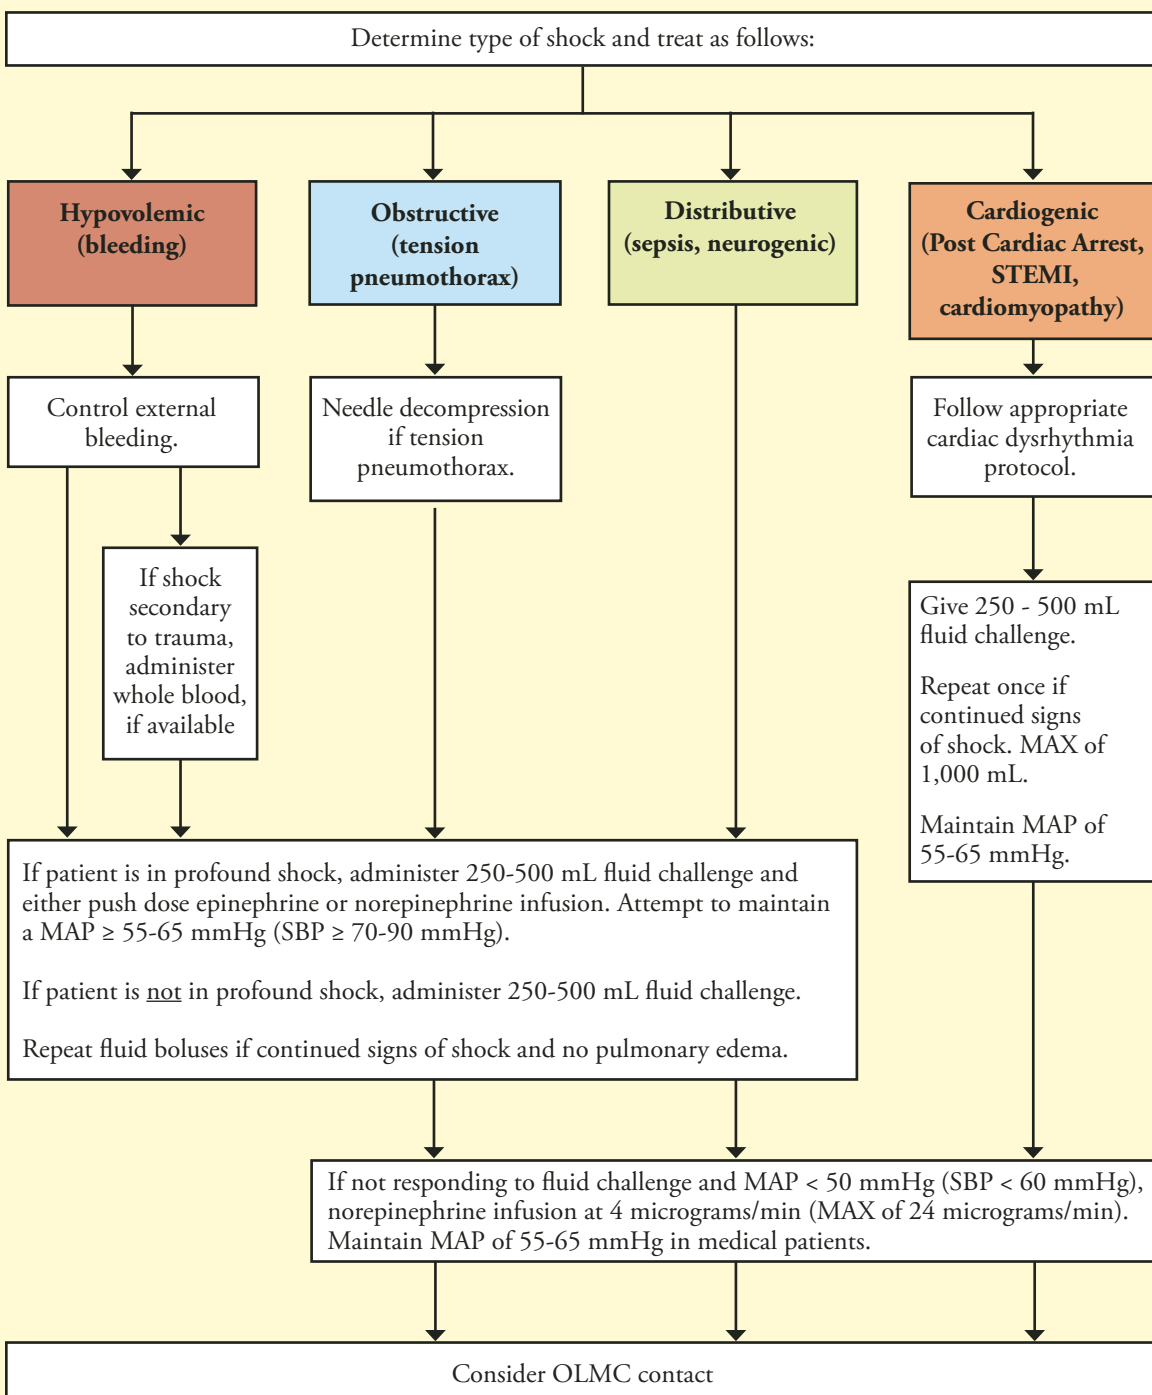 Determine type of shock and treat as follows:
Hypovolemic
(bleeding)
Obstructive
(tension
pneumothorax)
Distributive
(sepsis, neurogenic)
Cardiogenic
(Post Cardiac Arrest,
STEMI,
cardiomyopathy)
Control external
bleeding.
Needle decompression
if tension
pneumothorax.
Follow appropriate
cardiac dysrhythmia
protocol.
If shock
secondary
to trauma,
administer
whole blood,
if available
Give 250 - 500 mL
fluid challenge.
Repeat once if
continued signs
of shock. MAX of
1,000 mL.
Maintain MAP of
55-65 mmHg.
If patient is in profound shock, administer 250-500 mL fluid challenge and
either push dose epinephrine or norepinephrine infusion. Attempt to maintain
a MAP ≥ 55-65 mmHg (SBP ≥ 70-90 mmHg).
If patient is not in profound shock, administer 250-500 mL fluid challenge.
Repeat fluid boluses if continued signs of shock and no pulmonary edema.
If not responding to fluid challenge and MAP < 50 mmHg (SBP < 60 mmHg),
norepinephrine infusion at 4 micrograms/min (MAX of 24 micrograms/min).
Maintain MAP of 55-65 mmHg in medical patients.
Consider OLMC contact